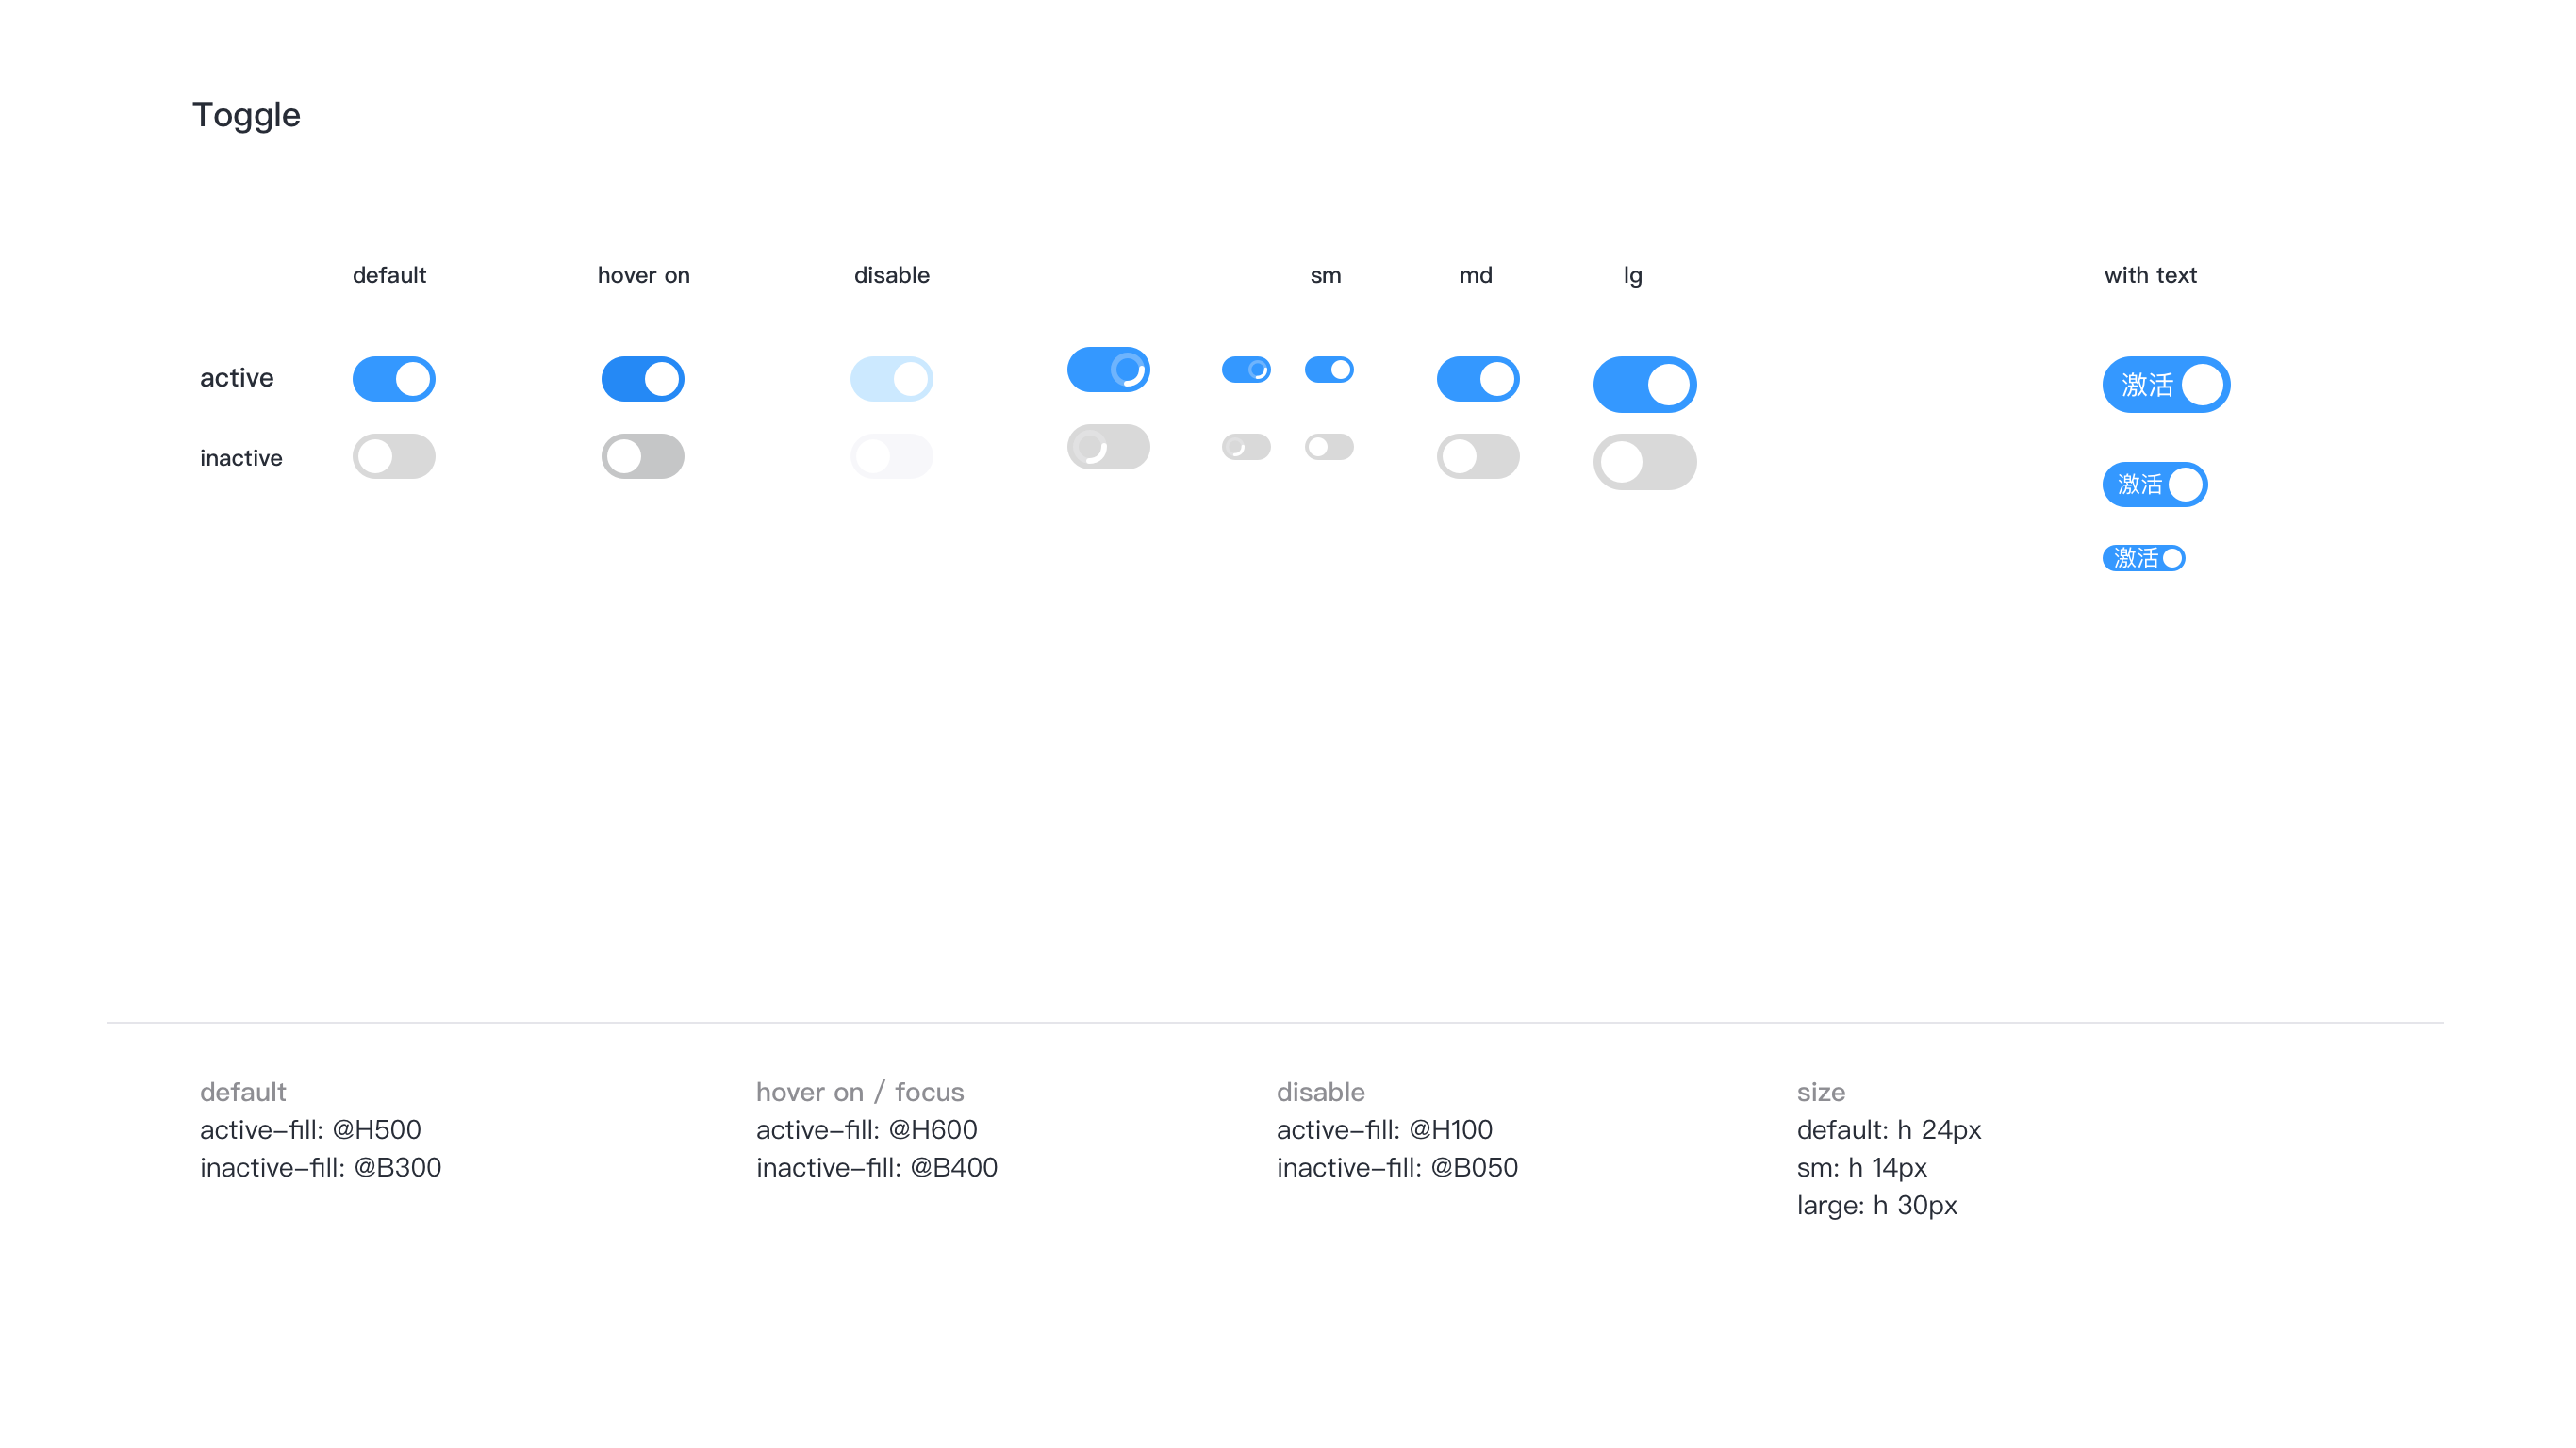 Toggle
default
hover on
disable
sm
md
lg
with text
active
激活
inactive
激活
激活
default
active-fill: @H500
inactive-fill: @B300
hover on / focus
active-fill: @H600
inactive-fill: @B400
disable
active-fill: @H100
inactive-fill: @B050
size
default: h 24px
sm: h 14px
large: h 30px